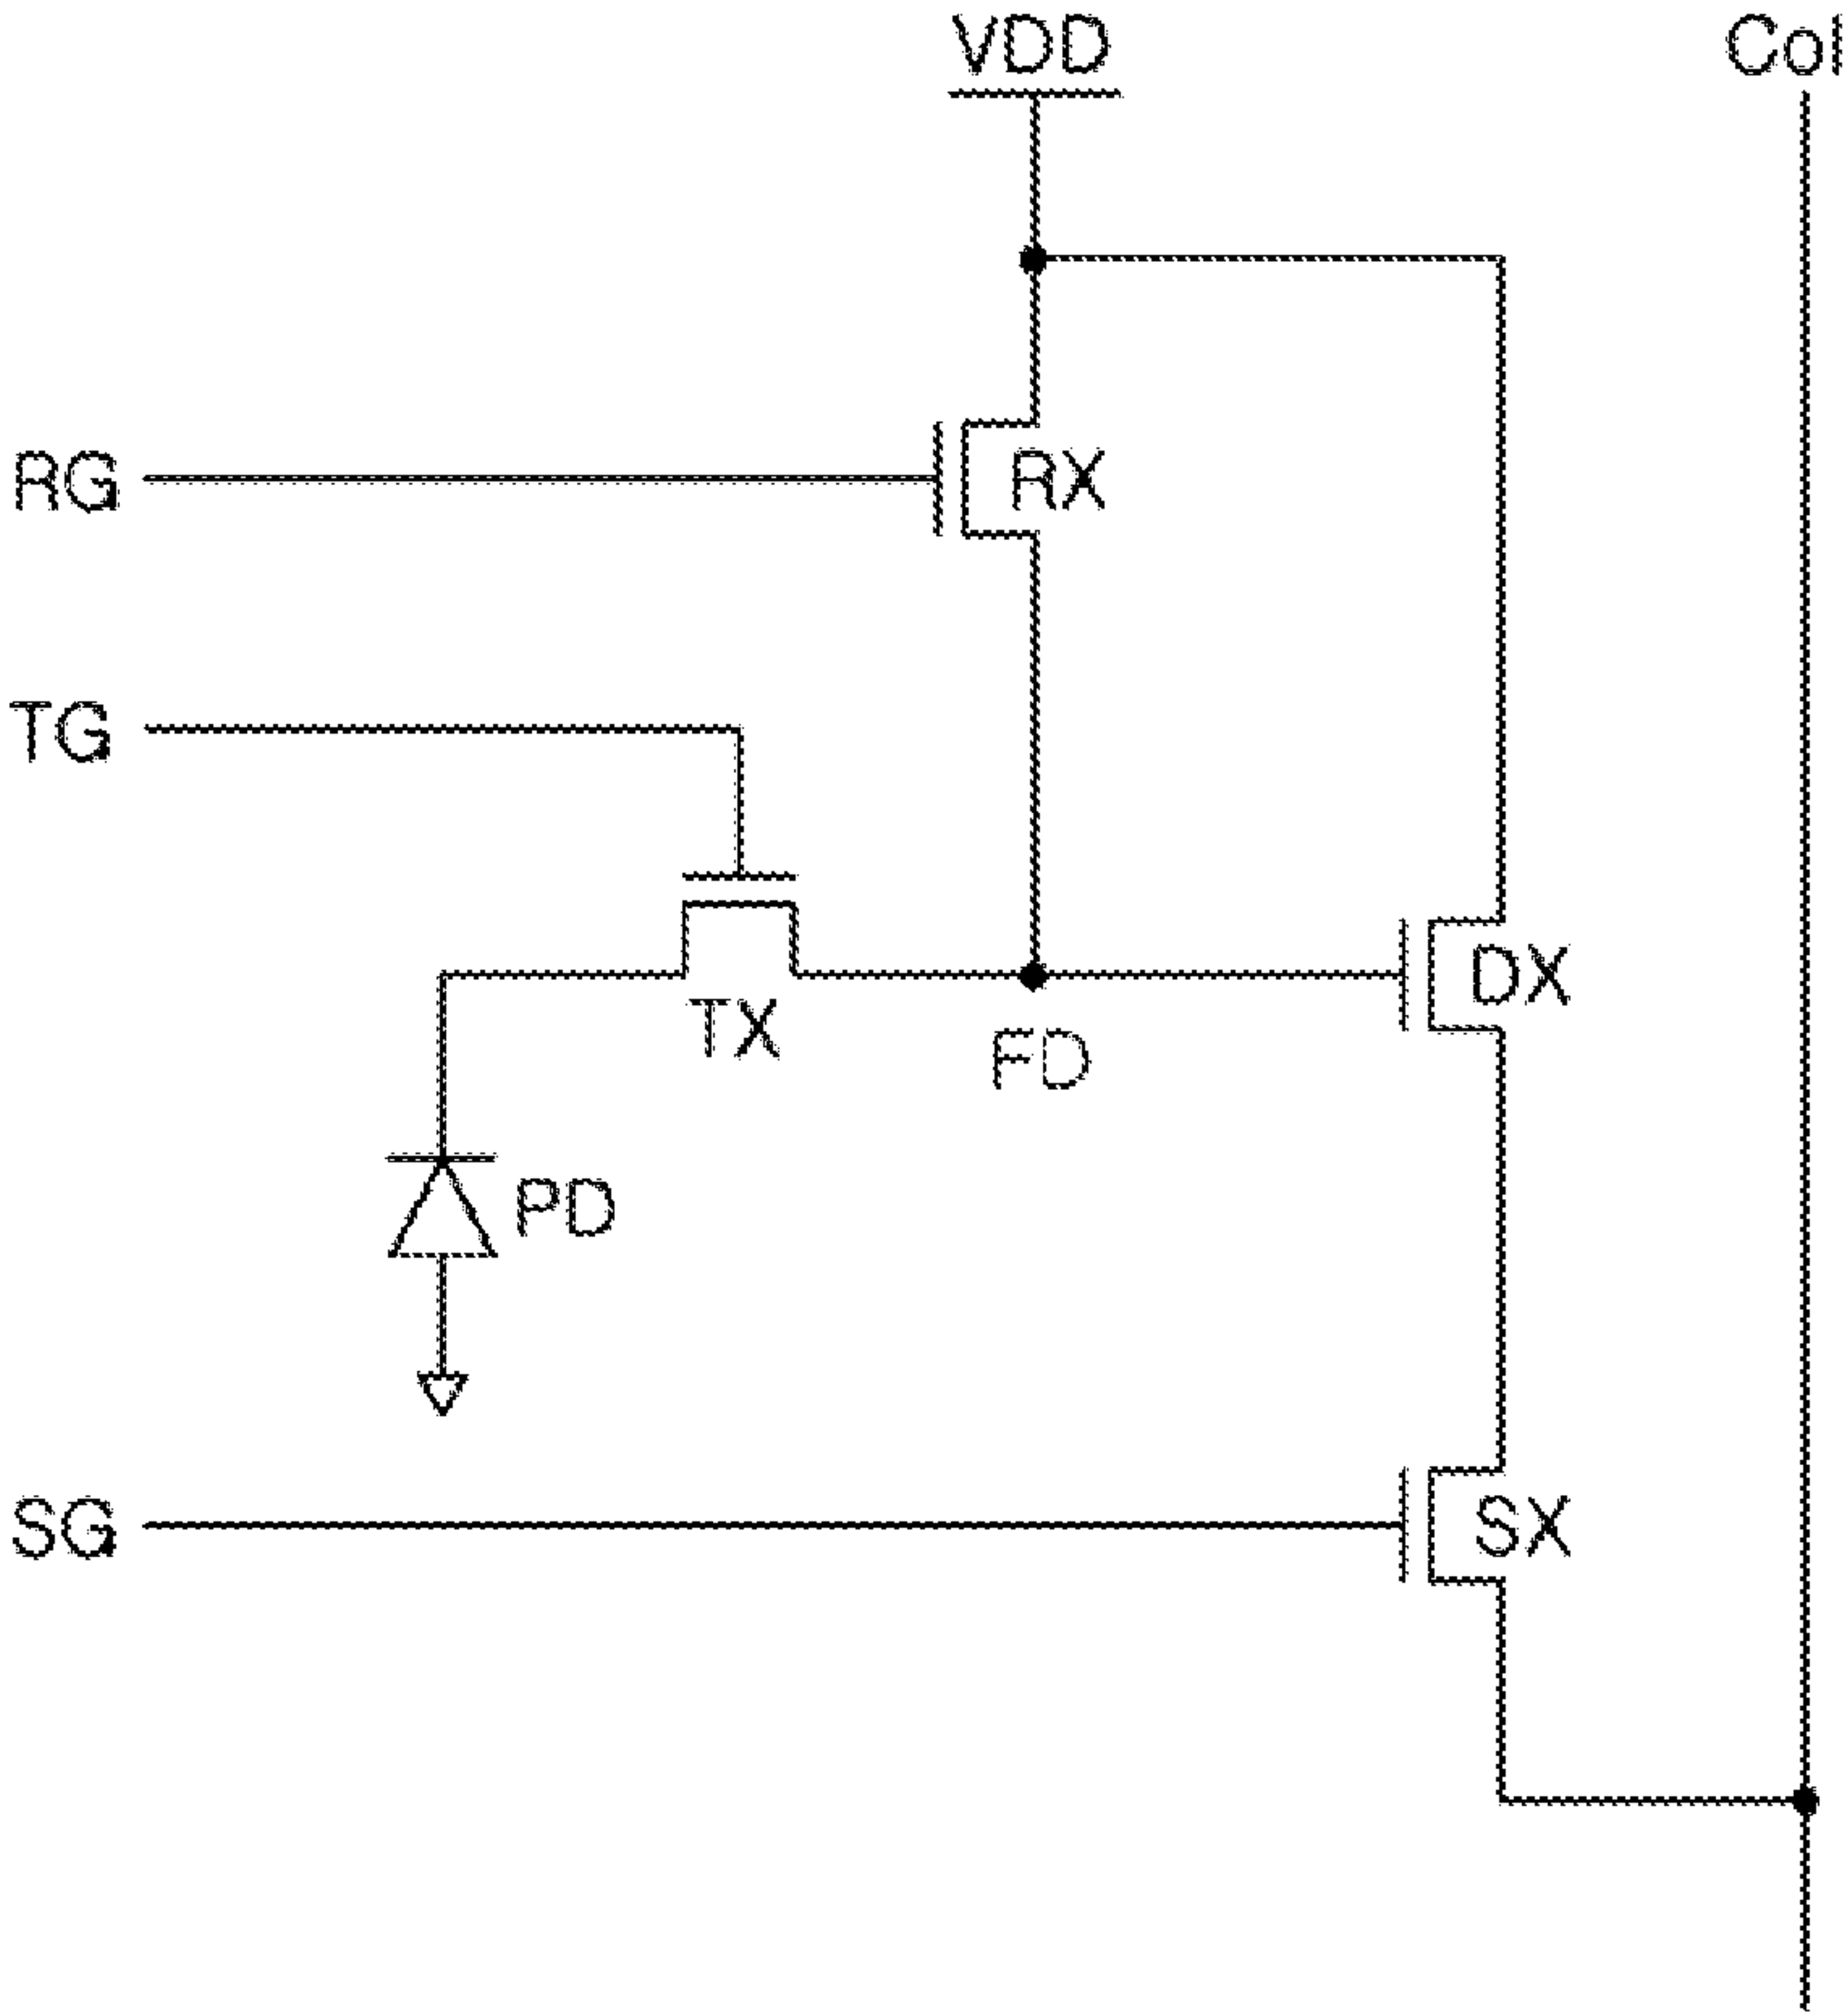 VDD
Col
RG
RX
TG
DX
TX
FD
PD
SG
SX